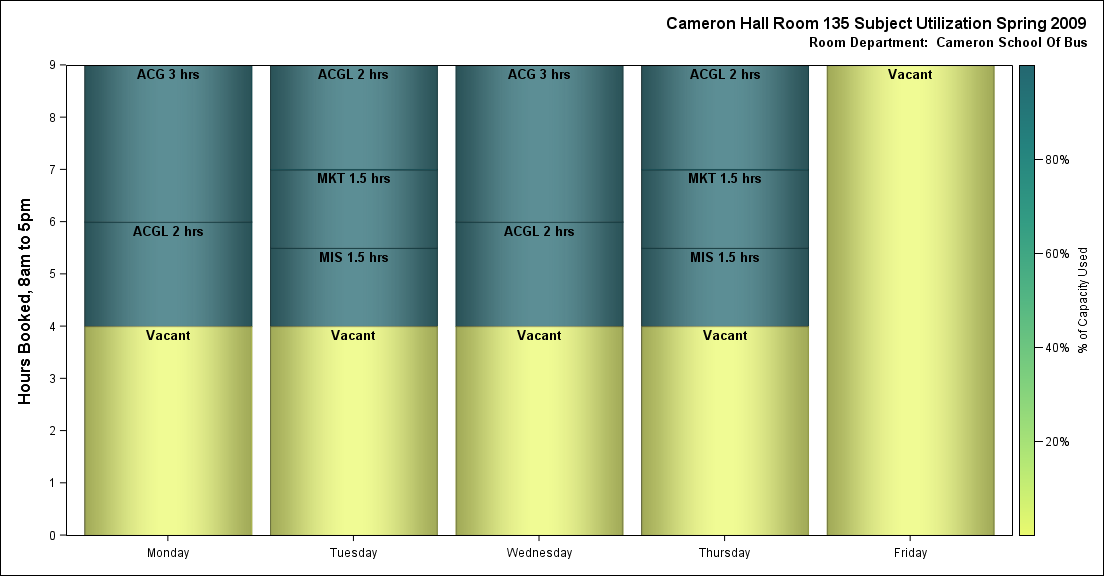 Cameron Hall Room 135 Subject Utilization Spring 2009
Room Department:  Cameron School Of Bus
Hours Booked, 8am to 5pm
9
8
7
6
5
4
3
2
1
0
ACG 3 hrs
ACGL 2 hrs
Vacant
ACGL 2 hrs
MKT 1.5 hrs
MIS 1.5 hrs
Vacant
ACG 3 hrs
ACGL 2 hrs
Vacant
ACGL 2 hrs
MKT 1.5 hrs
MIS 1.5 hrs
Vacant
Vacant
Monday
Tuesday
Wednesday
Thursday
Friday
80%
60%
40%
20%
% of Capacity Used